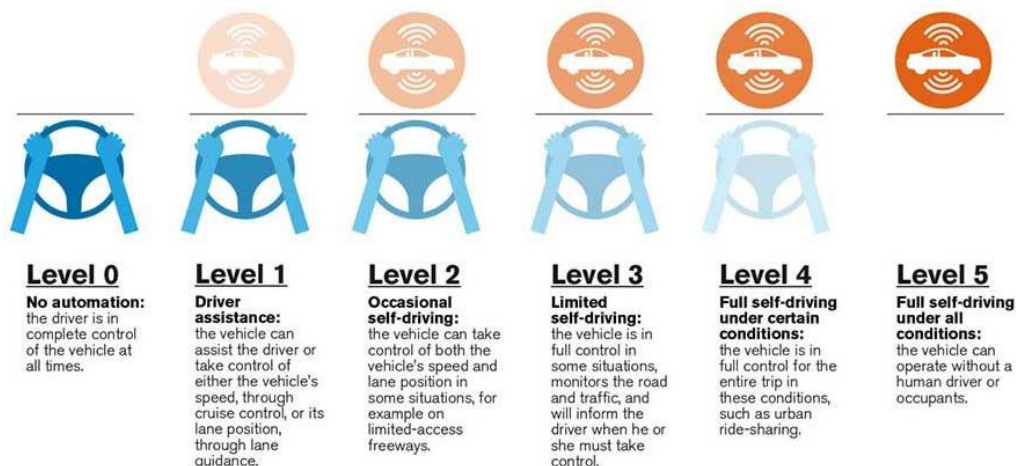 Level 0
No automation:
the driver is in
complete control
of the vehicle at
all times.
Level 1
Driver
assistance:
the vehicle can
assist the driver or
take control of
either the vehicle's
speed, through
cruise control, or its
lane position,
through lane
guidance.
Level 2
Occasional
self-driving:
the vehicle can take
control of both the
vehicle's speed and
lane position in
some situations, for
example on
limited-access
freeways.
Level 3
Limited
self-driving:
the vehicle is in
full control in
some situations,
monitors the road
and traffic, and
will inform the
driver when he or
she must take
control.
Level 4
Full self-driving
under certain
conditions:
the vehicle is in
full control for the
entire trip in
these conditions,
such as urban
ride-sharing.
Level 5
Full self-driving
under all
conditions:
the vehicle can
operate without a
human driver or
occupants.